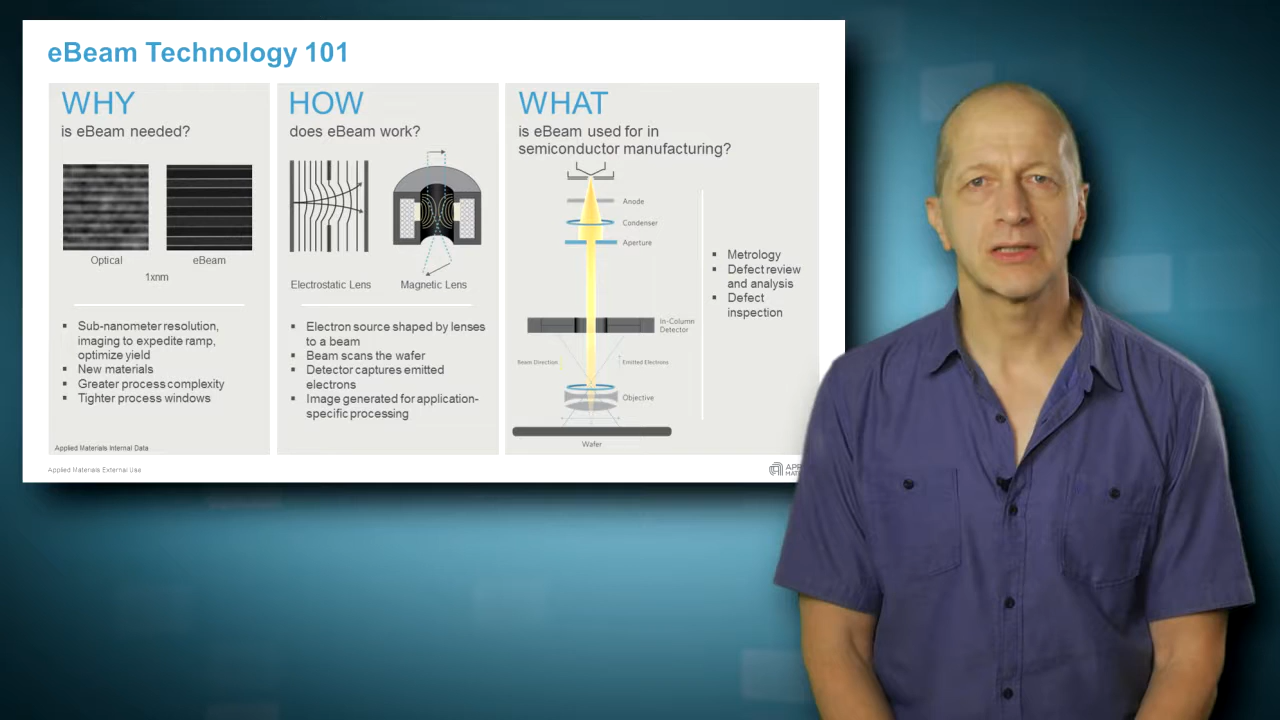 eBeam Technology 101
WHY
is eBeam needed?
Optical
eBeam
1xnm
▪ Sub-nanometer resolution,
imaging to expedite ramp,
optimize yield
▪ New materials
▪ Greater process complexity
▪ Tighter process windows
Applied Materials Internal Data
HOW
does eBeam work?
Electrostatic Lens
Magnetic Lens
▪ Electron source shaped by lenses
to a beam
▪ Beam scans the wafer
▪ Detector captures emitted
electrons
▪ Image generated for application-
specific processing
WHAT
is eBeam used for in
semiconductor manufacturing?
Anode
Condenser
Aperture
In-Column
Detector
Beam Direction
Emitted Electrons
Objective
Wafer
▪ Metrology
▪ Defect review
and analysis
▪ Defect
inspection
Applied Materials External Use